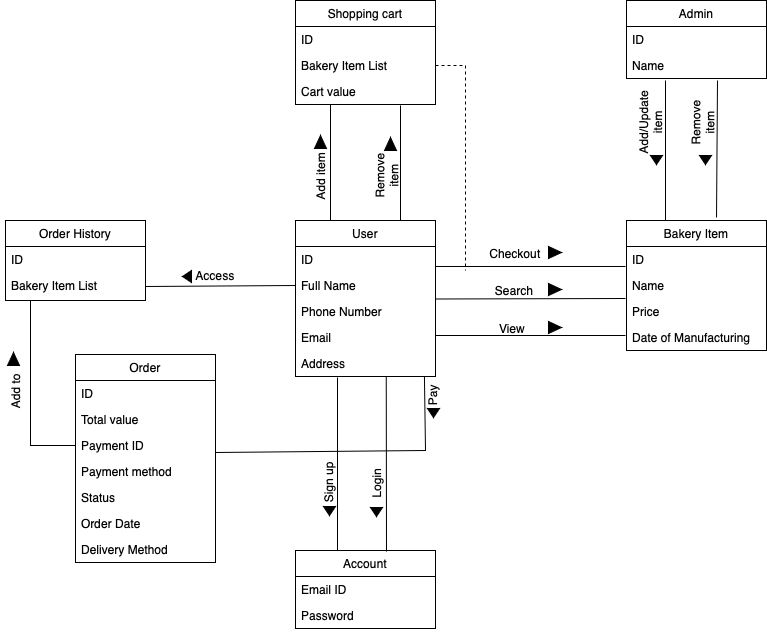 Shopping cart
ID
Bakery Item List
Cart value
Admin
ID
Name
Add item
Remove
item
Add/Update
item
Remove
item
Order History
ID
Bakery Item List
Access
User
ID
Full Name
Phone Number
Email
Address
Checkout
Search
View
Bakery Item
ID
Name
Price
Date of Manufacturing
Add to
Order
ID
Total value
Payment ID
Payment method
Status
Order Date
Delivery Method
Pay
Sign up
Login
Account
Email ID
Password